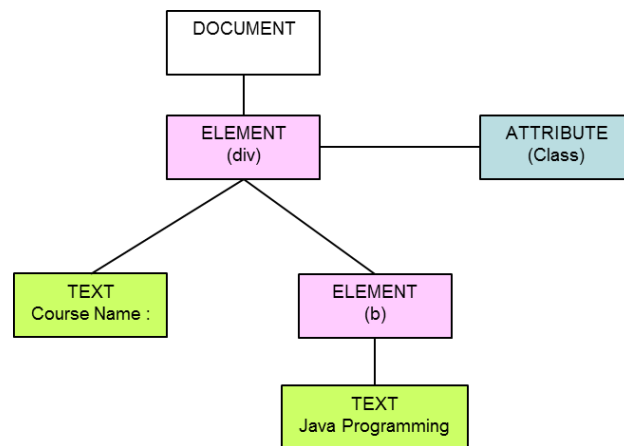 DOCUMENT
ELEMENT
(div)
ATTRIBUTE
(Class)
TEXT
Course Name :
ELEMENT
(b)
TEXT
Java Programming